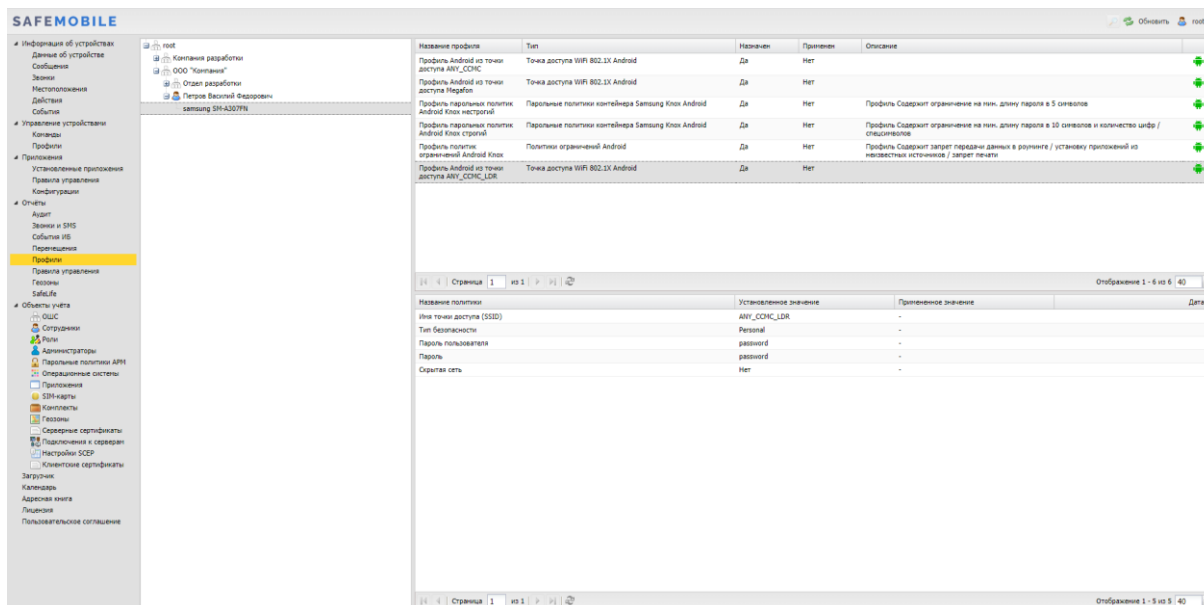 SAFEMOBILE
Обновить root
Информация об устройствах
Данные об устройстве
Сообщения
Звонки
Местоположения
Действия
События
Управление устройствами
Команды
Профили
Приложения
Установленные приложения
Правила управления
Конфигурации
Отчёты
Аудит
Звонки и SMS
События ИБ
Перемещения
Профили
Правила управления
Геозоны
SafeLife
Объекты учёта
ОШС
Сотрудники
Роли
Администраторы
Парольные политики АРМ
Операционные системы
Приложения
SIM-карты
Комплекты
Геозоны
Серверные сертификаты
Подключения к серверам
Настройки SCEP
Клиентские сертификаты
Загрузчик
Календарь
Адресная книга
Лицензия
Пользовательское соглашение
root
Компания разработки
ООО "Компания"
Отдел разработки
Петров Василий Федорович
samsung SM-A307FN
Название профиля Тип Назначен Применен Описание
Профиль Android из точки Точка доступа WiFi 802.1X Android Да Нет
доступа ANY_CCMC
Профиль Android из точки Точка доступа WiFi 802.1X Android Да Нет
доступа Megafon
Профиль парольных политик Парольные политики контейнера Samsung Knox Android Да Нет Профиль Содержит ограничение на мин. длину пароля в 5 символов
Android Knox нестрогий
Профиль парольных политик Парольные политики контейнера Samsung Knox Android Да Нет Профиль Содержит ограничение на мин. длину пароля в 10 символов и количество цифр /
Android Knox строгий спецсимволов
Профиль политик Политики ограничений Android Да Нет Профиль Содержит запрет передачи данных в роуминге / установку приложений из
ограничений Android Knox неизвестных источников / запрет печати
Профиль Android из точки Точка доступа WiFi 802.1X Android Да Нет
доступа ANY_CCMC_LDR
Страница 1 из 1 Отображение 1 - 6 из 6 40
Название политики Установленное значение Примененное значение Дата
Имя точки доступа (SSID) ANY_CCMC_LDR -
Тип безопасности Personal -
Пароль пользователя password -
Пароль password -
Скрытая сеть Нет -
Страница 1 из 1 Отображение 1 - 5 из 5 40